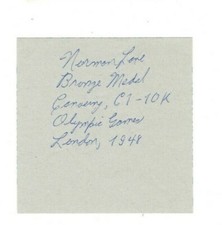 Norman Lane
Bronze Medal
Canoeing, C1-10K
Olympic Games
London, 1948